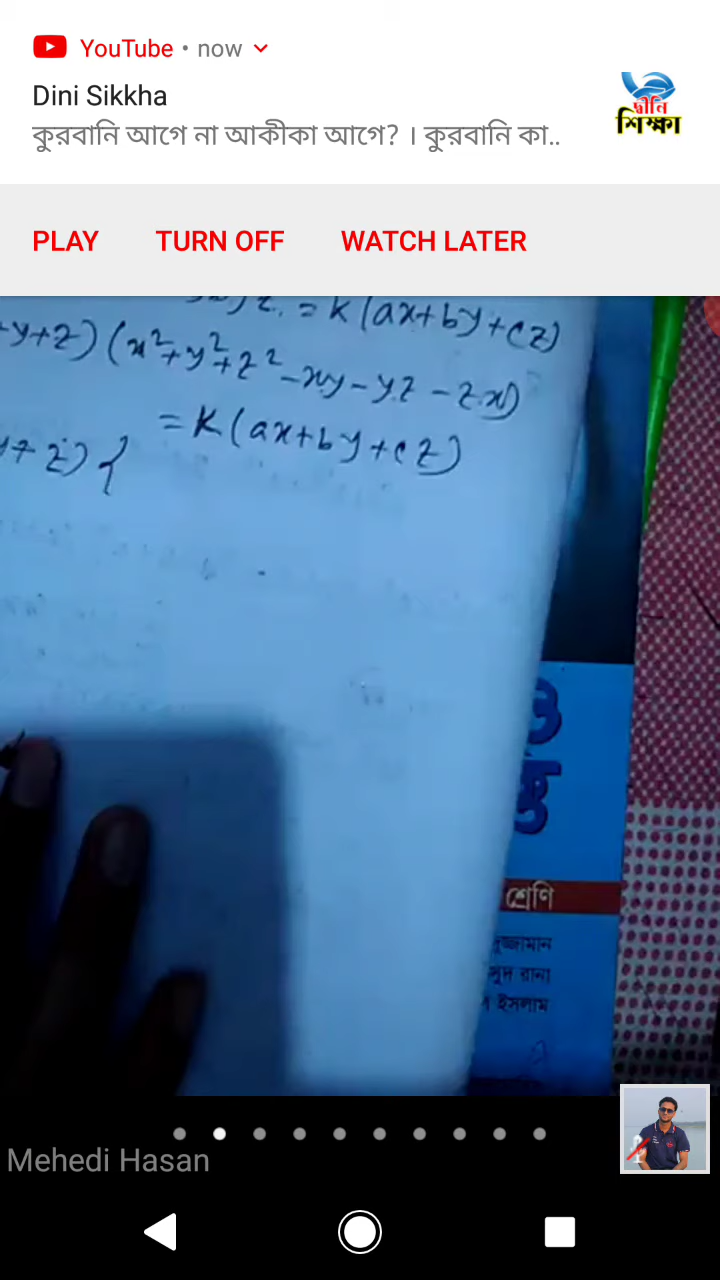 YouTube • now
Dini Sikkha
কুরবানি আগে না আকীকা আগে? । কুরবানি কা..
দ্বীনি
শিক্ষা
PLAY TURN OFF WATCH LATER
z. = K(ax+by+cz)
y+z) (x²+y²+z²-xy-yz-zx)
= K(ax+by+cz)
+z) {
শ্রেণি
রানা
ইসলাম
Mehedi Hasan